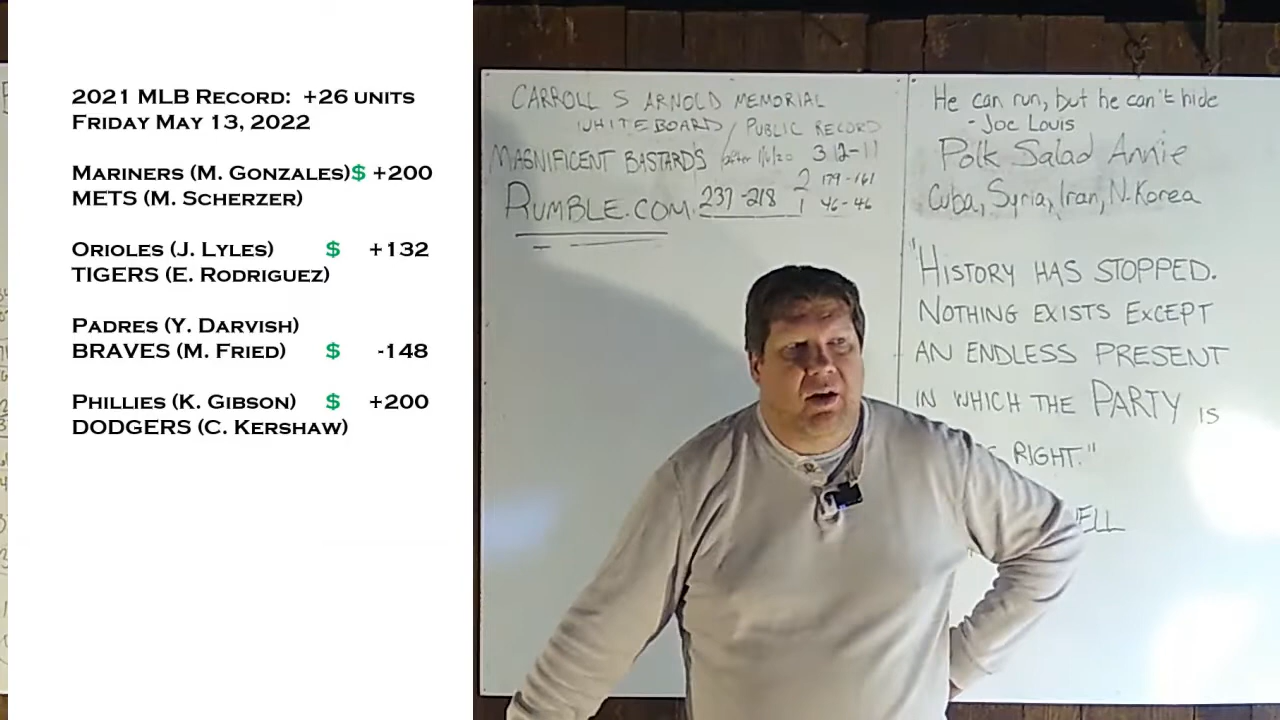 2021 MLB Record: +26 units
Friday May 13, 2022
Mariners (M. Gonzales)$ +200
METS (M. Scherzer)
Orioles (J. Lyles) $ +132
TIGERS (E. Rodriguez)
Padres (Y. Darvish)
BRAVES (M. Fried) $ -148
Phillies (K. Gibson) $ +200
DODGERS (C. Kershaw)
CARROLL S ARNOLD MEMORIAL
WHITEBOARD / PUBLIC RECORD
MAGNIFICENT BASTARDS 3 12-11
RUMBLE.COM 237-218 2 179-161
1 46-46
He can run, but he can't hide
- Joe Louis
Polk Salad Annie
Cuba, Syria, Iran, N. Korea
"HISTORY HAS STOPPED.
NOTHING EXISTS EXCEPT
AN ENDLESS PRESENT
IN WHICH THE PARTY IS
RIGHT."
ELL